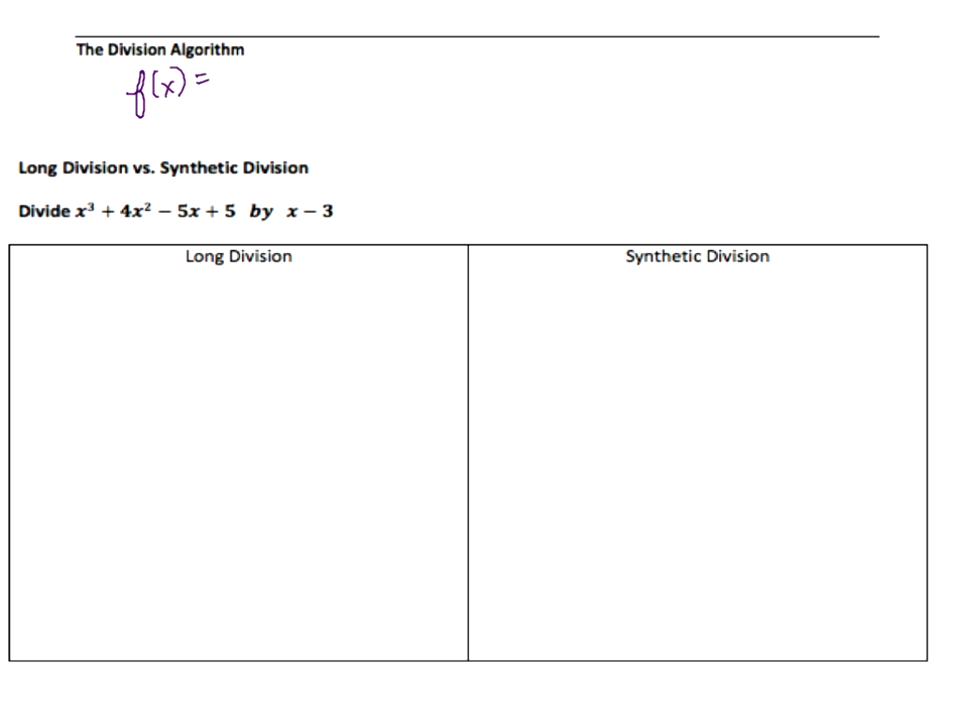 The Division Algorithm
f(x) =
Long Division vs. Synthetic Division
Divide x³ + 4x² − 5x + 5 by x − 3
Long Division
Synthetic Division